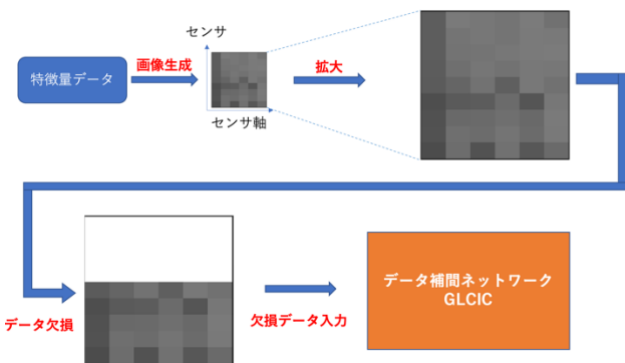 センサ
特徴量データ
画像生成
拡大
センサ軸
データ欠損
欠損データ入力
データ補間ネットワーク
GLCIC